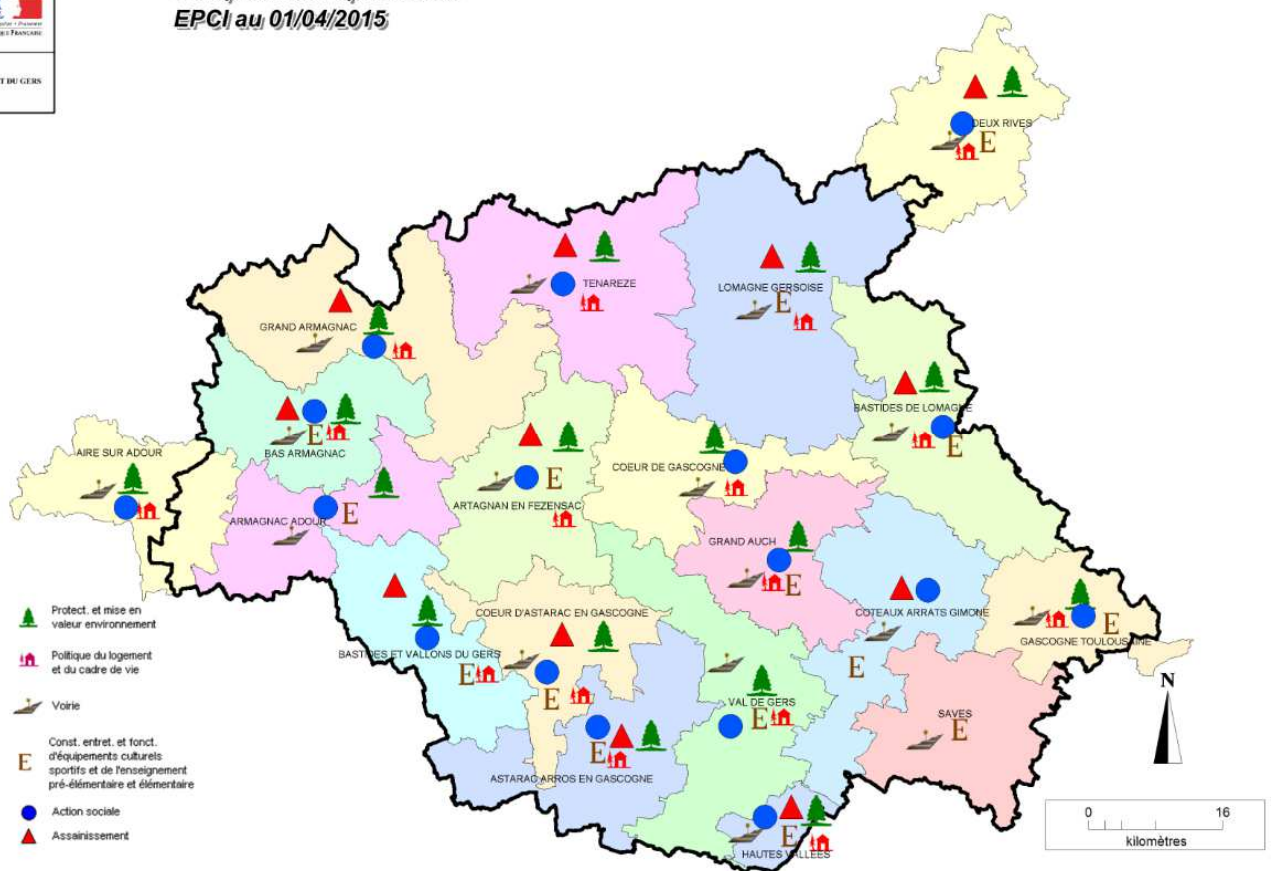 EPCI au 01/04/2015
T DU GERS
DEUX RIVES
E
TENAREZE
LOMAGNE GERSOISE
E
GRAND ARMAGNAC
BASTIDES DE LOMAGNE
E
E
BAS ARMAGNAC
AIRE SUR ADOUR
COEUR DE GASCOGNE
E
ARTAGNAN EN FEZENSAC
ARMAGNAC ADOUR
E
GRAND AUCH
E
COTEAUX ARRATS GIMONE
E
GASCOGNE TOULOUSAINE
E
COEUR D'ASTARAC EN GASCOGNE
BASTIDES ET VALLONS DU GERS
E
E
VAL DE GERS
E
SAVES
E
E
ASTARAC ARROS EN GASCOGNE
E
HAUTES VALLEES
Protect. et mise en
valeur environnement
Politique du logement
et du cadre de vie
Voirie
E
Const. entret. et fonct.
d'équipements culturels
sportifs et de l'enseignement
pré-élémentaire et élémentaire
Action sociale
Assainissement
N
0 16
kilomètres